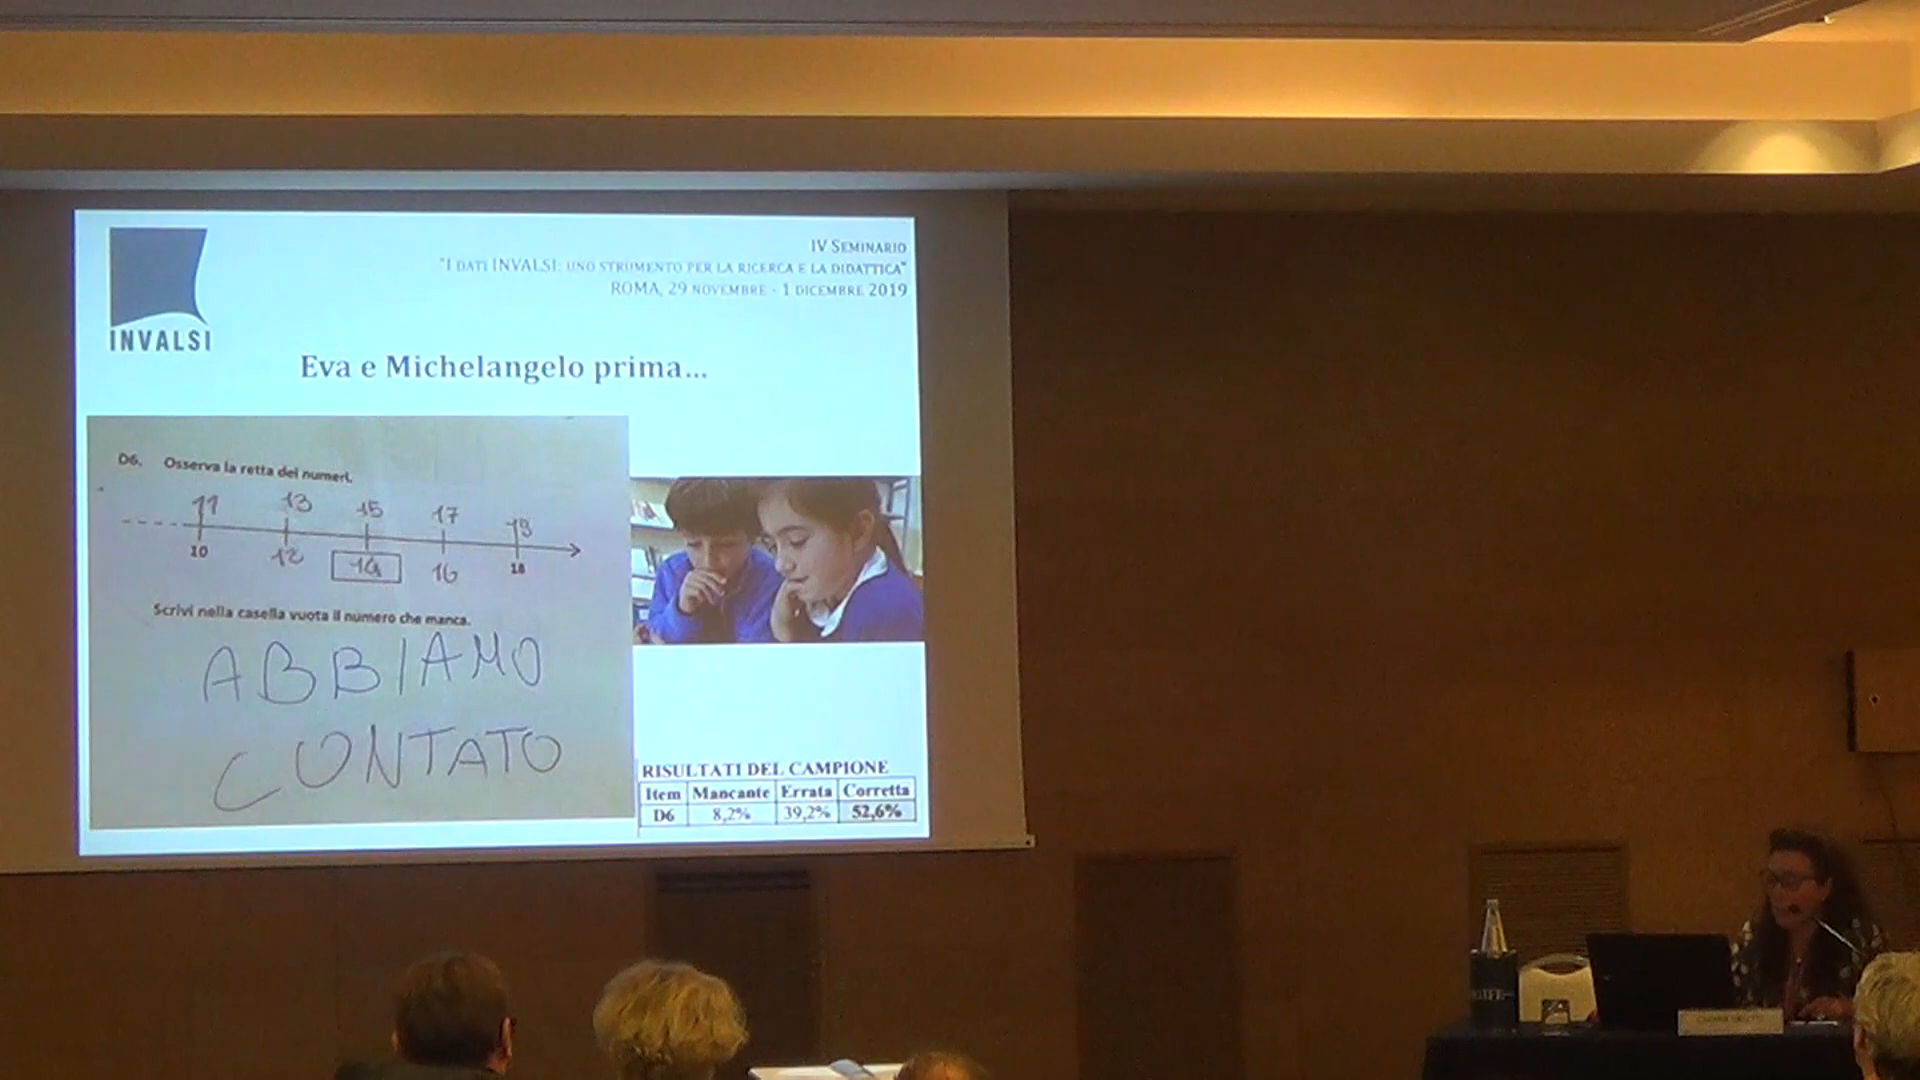 IV SEMINARIO
"I DATI INVALSI: UNO STRUMENTO PER LA RICERCA E LA DIDATTICA"
ROMA, 29 NOVEMBRE - 1 DICEMBRE 2019
INVALSI
Eva e Michelangelo prima...
D6. Osserva la retta dei numeri.
11 13 15 17 19
10 12 14 16 18
Scrivi nella casella vuota il numero che manca.
ABBIAMO
CONTATO
RISULTATI DEL CAMPIONE
Item Mancante Errata Corretta
D6 8,2% 39,2% 52,6%